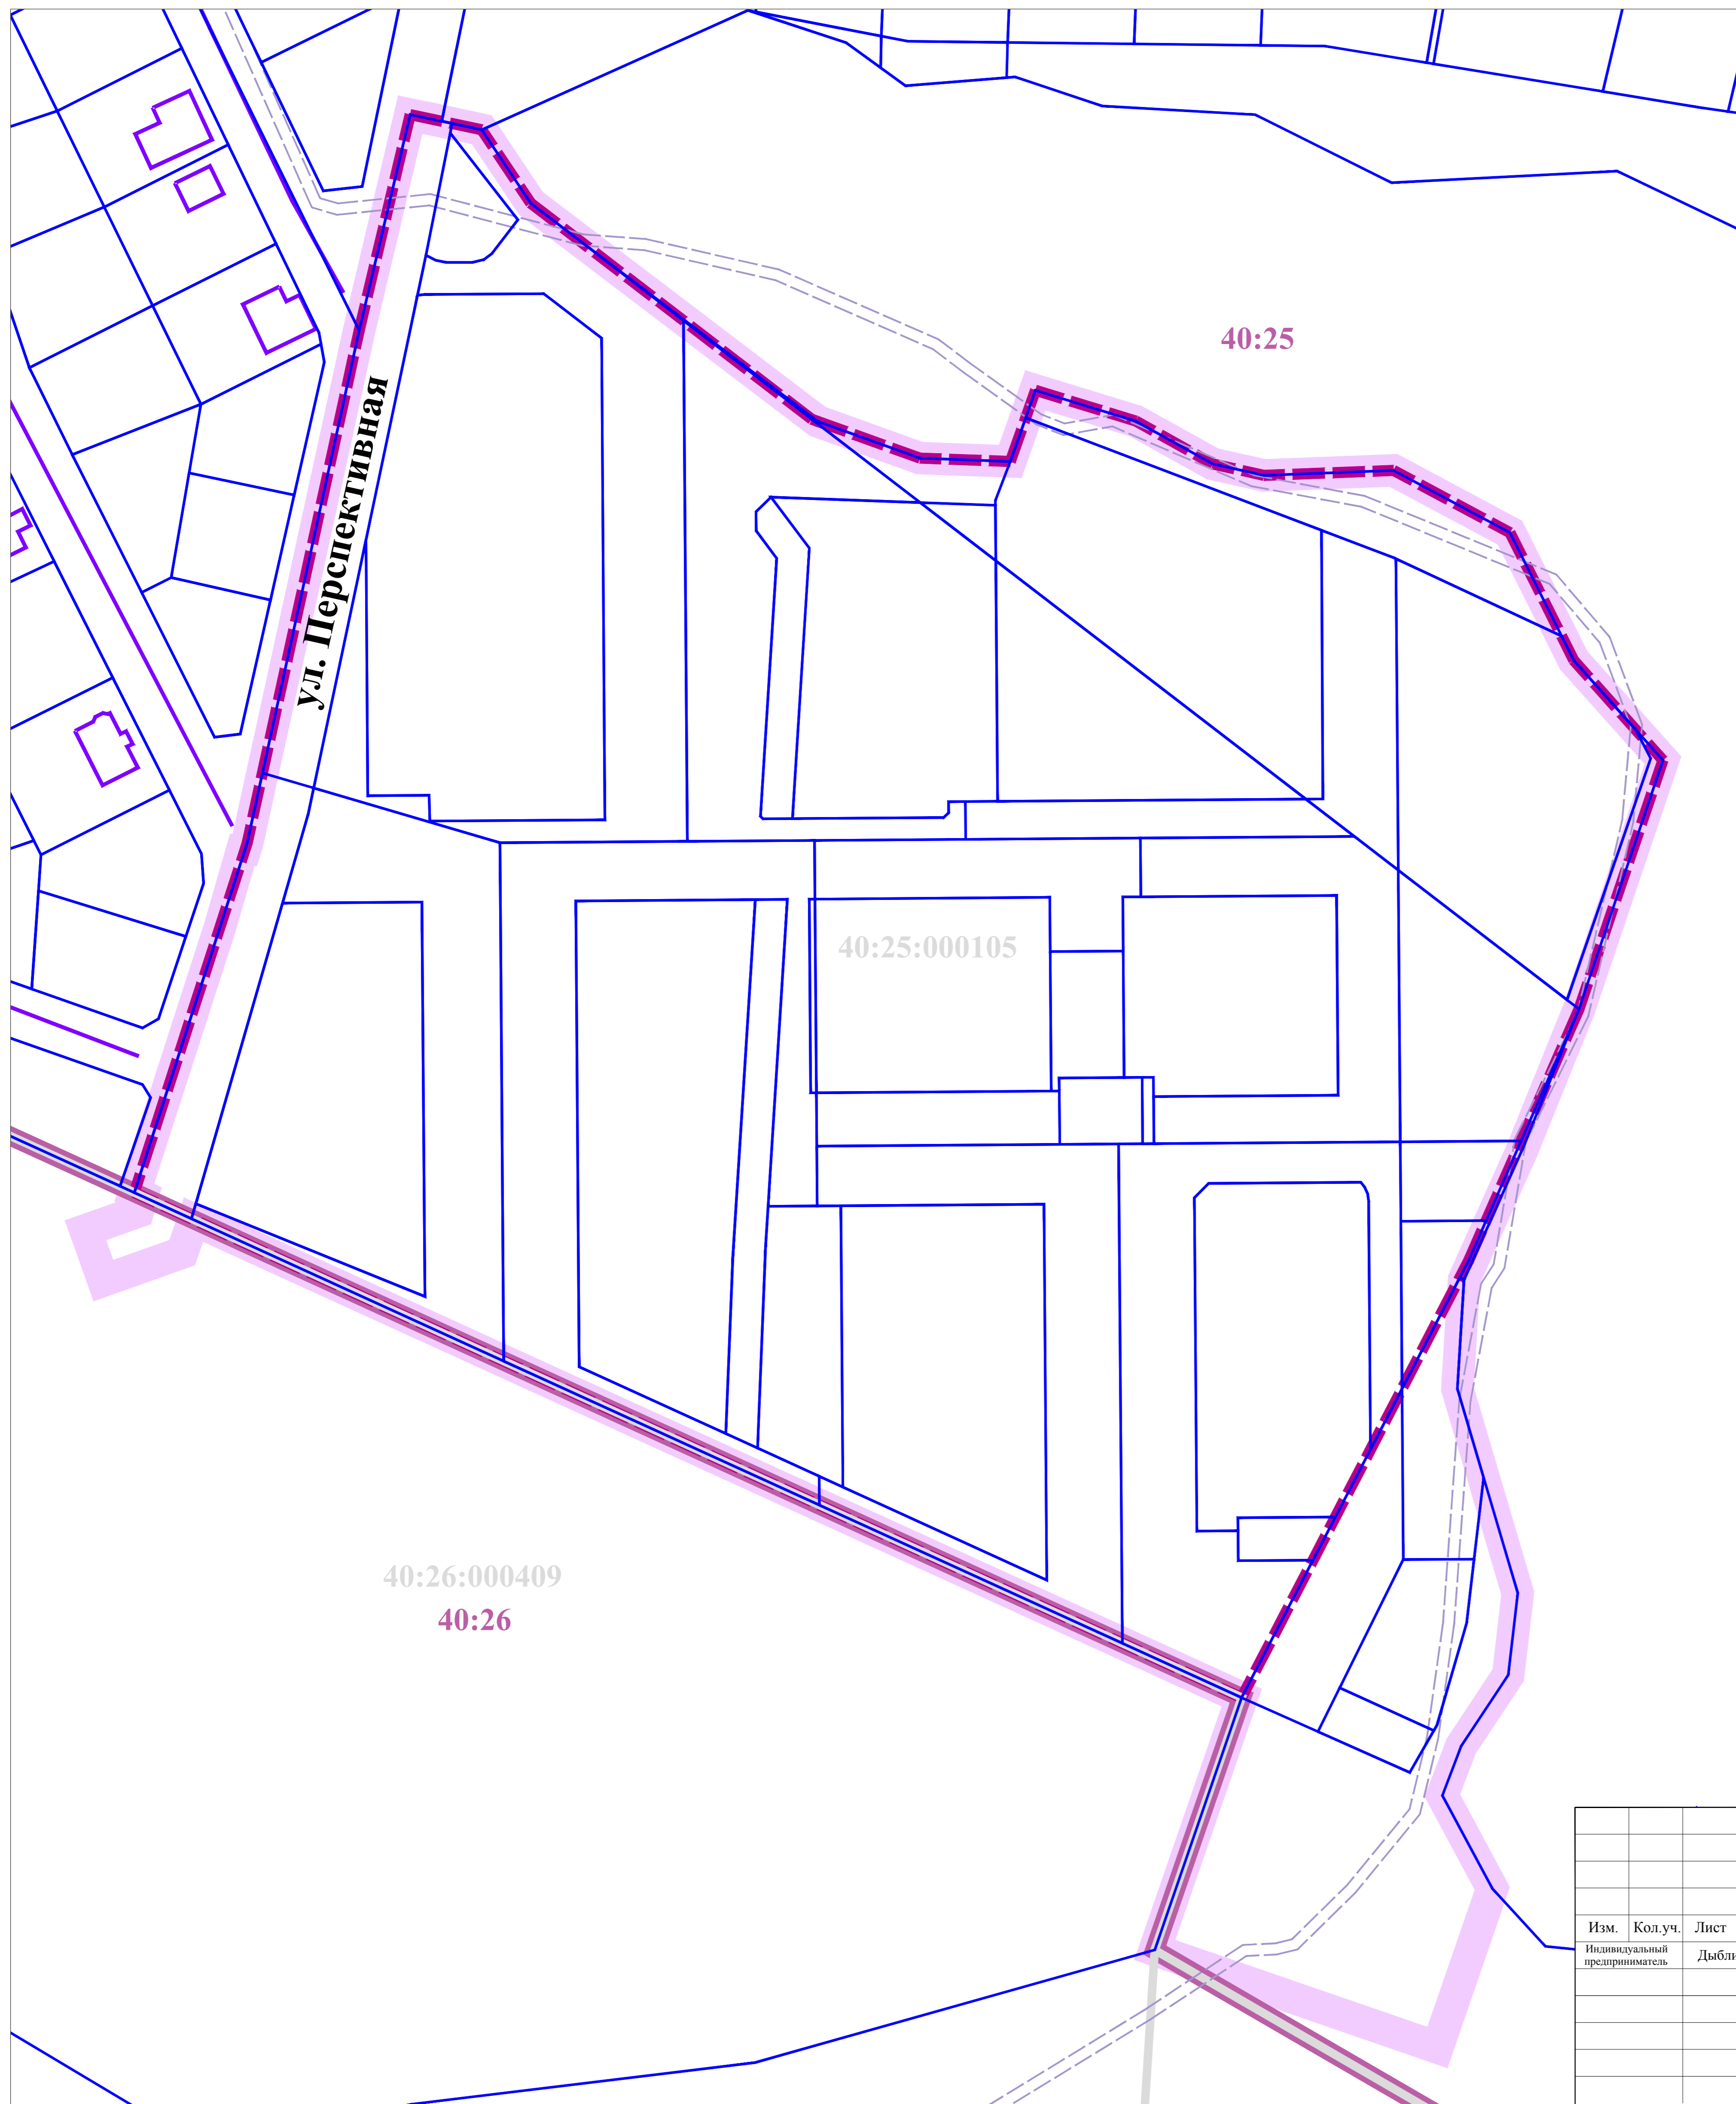 40:25
ул. Перспективная
40:25:000105
40:26:000409
40:26
Изм. Кол.уч. Лист
Индивидуальный
предприниматель